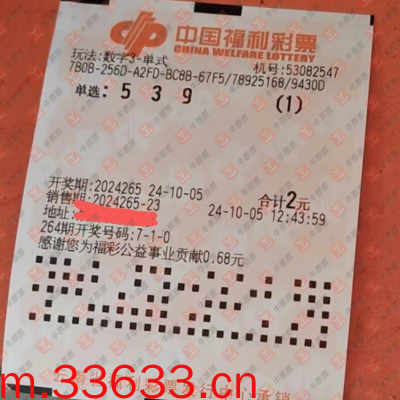 中国福利彩票
CHINA WELFARE LOTTERY
玩法:数字3-单式
机号:53082547
7B0B-256D-A2FD-BC8B-67F5/78925168/9430D
单选: 5 3 9 (1)
开奖期:2024265 24-10-05
合计2元
销售期:2024265-23
24-10-05 12:43:59
地址:
264期开奖号码:7-1-0
感谢您为福彩公益事业贡献0.68元
m.33633.com.cn